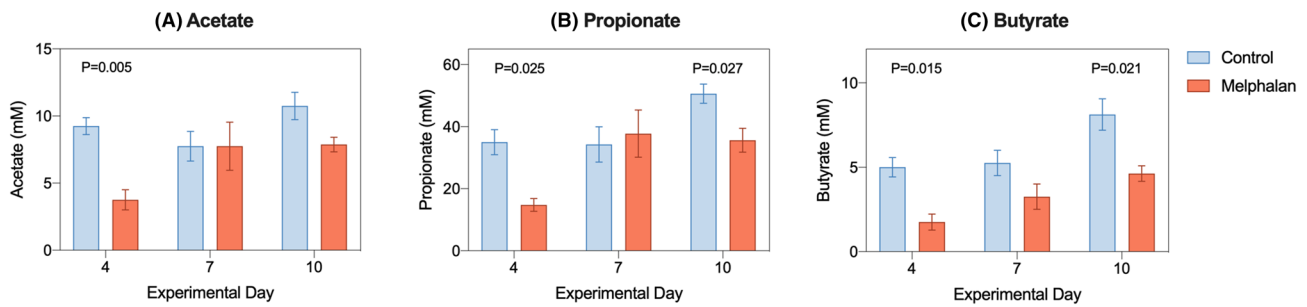 (A) Acetate
15
10
5
0
Acetate (mM)
P=0.005
4
7
10
Experimental Day
(B) Propionate
60
40
20
0
Propionate (mM)
P=0.025
P=0.027
4
7
10
Experimental Day
(C) Butyrate
10
5
0
Butyrate (mM)
P=0.015
P=0.021
4
7
10
Experimental Day
Control
Melphalan